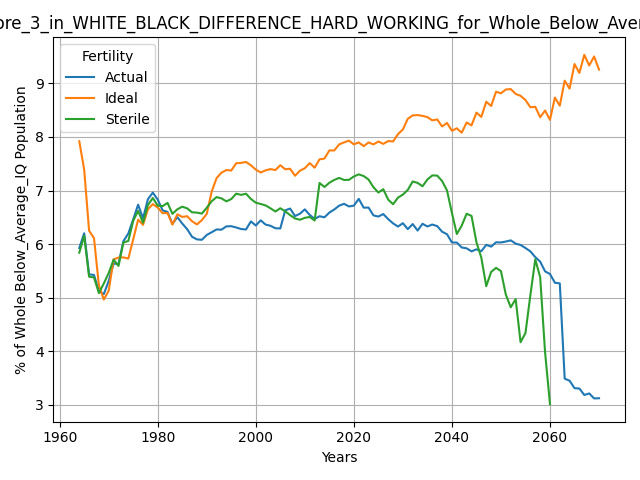 ore_3_in_WHITE_BLACK_DIFFERENCE_HARD_WORKING_for_Whole_Below_Aver
Fertility
Actual
Ideal
Sterile
% of Whole Below_Average_IQ Population
9
8
7
6
5
4
3
1960
1980
2000
2020
2040
2060
Years